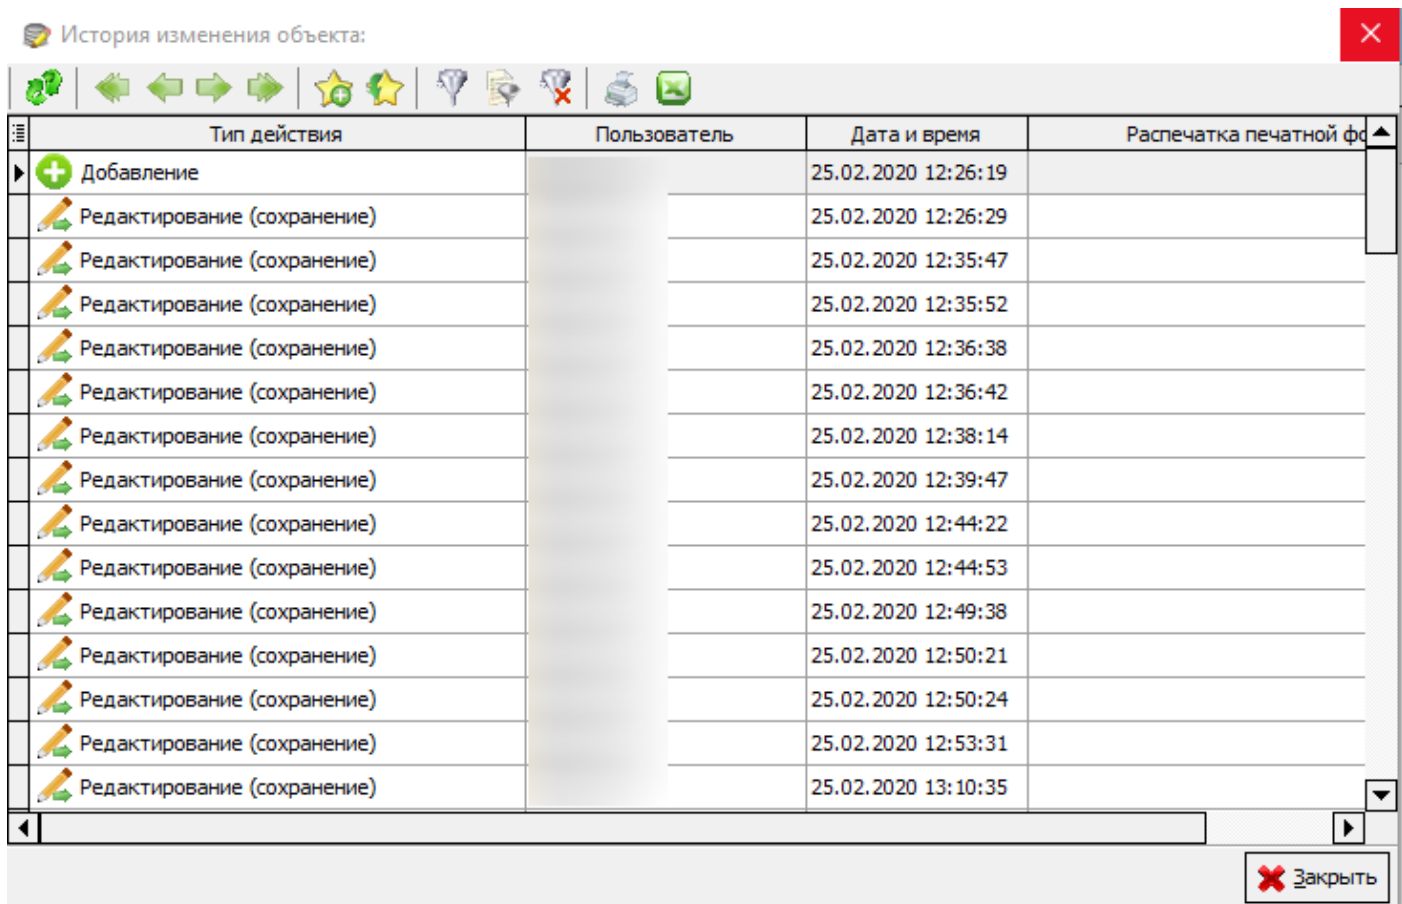 История изменения объекта:
Тип действия Пользователь Дата и время Распечатка печатной фо
Добавление 25.02.2020 12:26:19
Редактирование (сохранение) 25.02.2020 12:26:29
Редактирование (сохранение) 25.02.2020 12:35:47
Редактирование (сохранение) 25.02.2020 12:35:52
Редактирование (сохранение) 25.02.2020 12:36:38
Редактирование (сохранение) 25.02.2020 12:36:42
Редактирование (сохранение) 25.02.2020 12:38:14
Редактирование (сохранение) 25.02.2020 12:39:47
Редактирование (сохранение) 25.02.2020 12:44:22
Редактирование (сохранение) 25.02.2020 12:44:53
Редактирование (сохранение) 25.02.2020 12:49:38
Редактирование (сохранение) 25.02.2020 12:50:21
Редактирование (сохранение) 25.02.2020 12:50:24
Редактирование (сохранение) 25.02.2020 12:53:31
Редактирование (сохранение) 25.02.2020 13:10:35
Закрыть